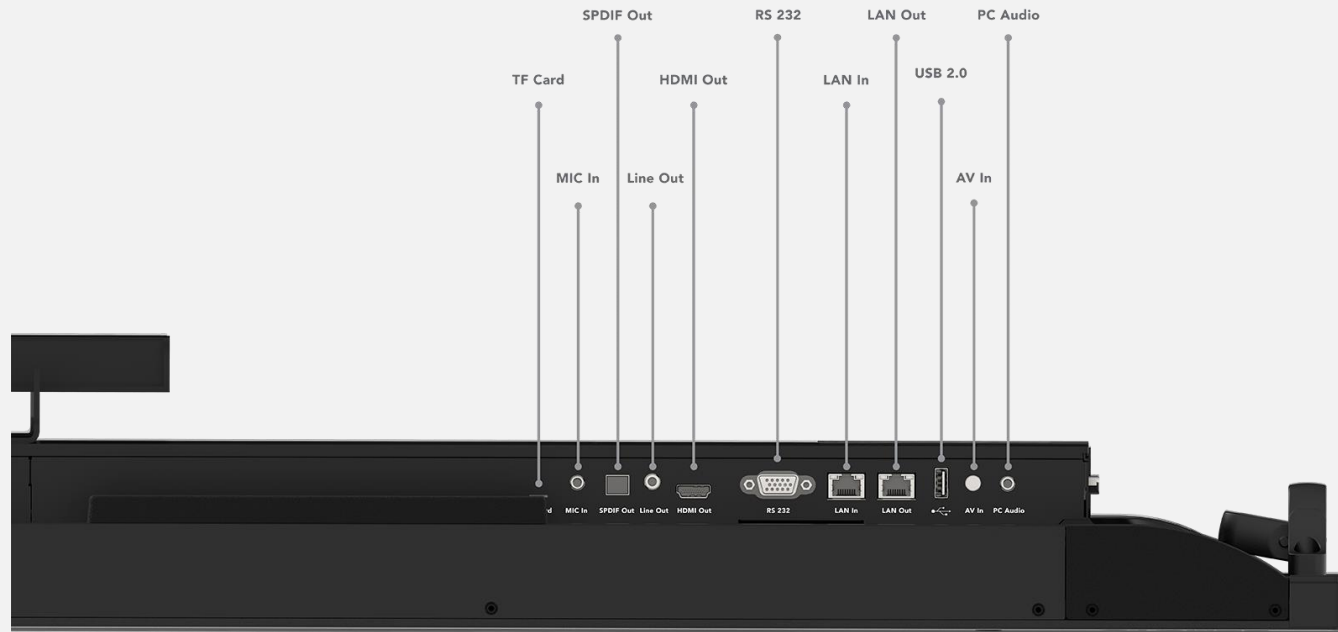 SPDIF Out
RS 232
LAN Out
PC Audio
TF Card
HDMI Out
LAN In
USB 2.0
MIC In
Line Out
AV In
MIC In
SPDIF Out
Line Out
HDMI Out
RS 232
LAN In
LAN Out
AV In
PC Audio